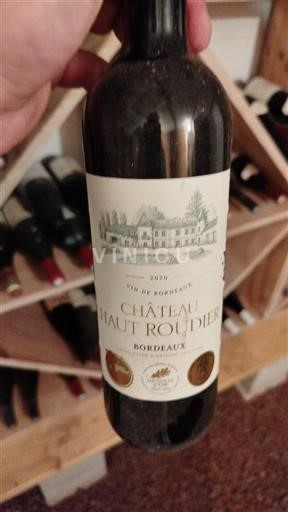 VINICU
2020
VIN DE BORDEAUX
CHÂTEAU
HAUT ROUDIER
BORDEAUX